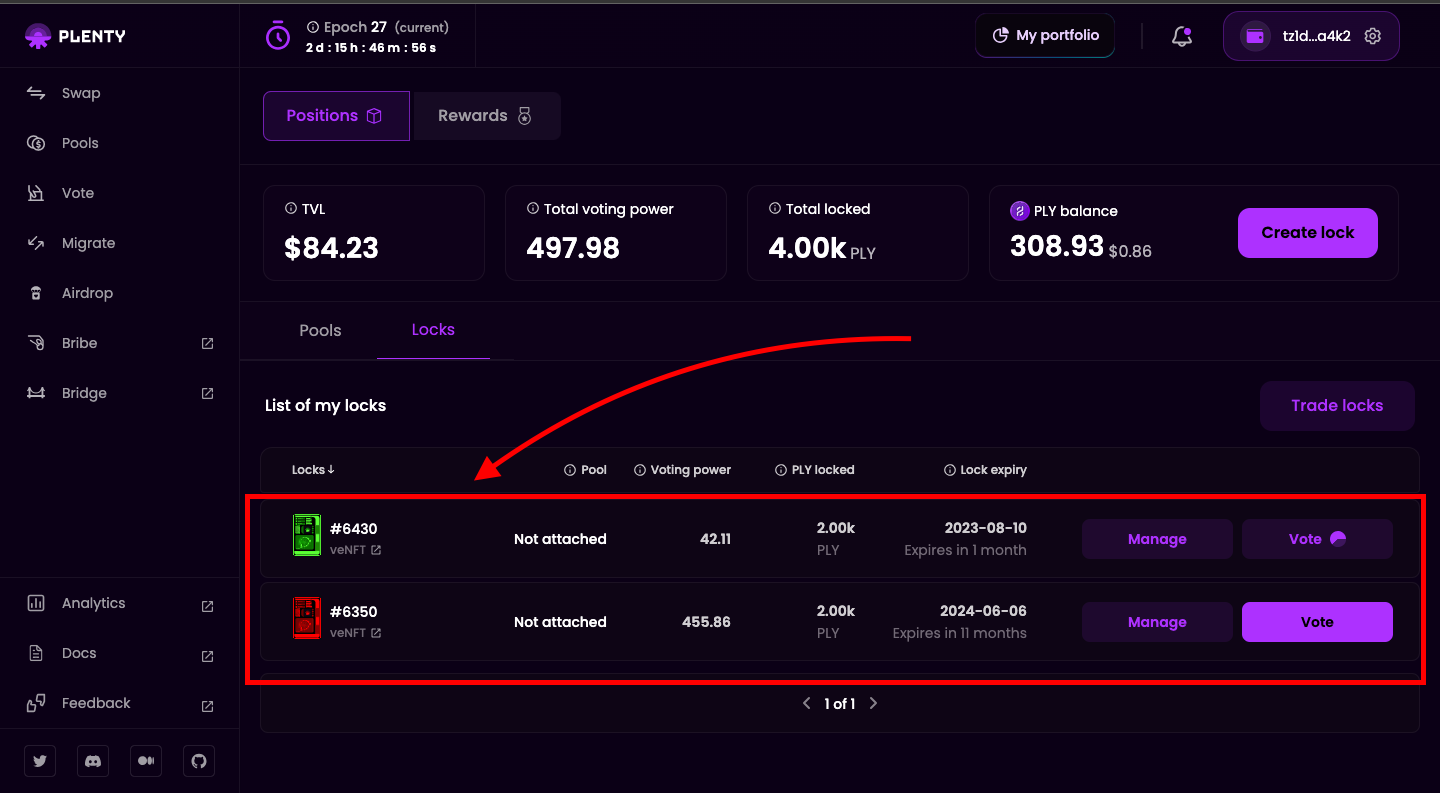 PLENTY
Epoch 27 (current)
2 d : 15 h : 46 m : 56 s
My portfolio
tz1d...a4k2
Swap
Pools
Vote
Migrate
Airdrop
Bribe
Bridge
Analytics
Docs
Feedback
Positions
Rewards
TVL
$84.23
Total voting power
497.98
Total locked
4.00k PLY
PLY balance
308.93 $0.86
Create lock
Pools
Locks
List of my locks
Trade locks
Locks↓ Pool Voting power PLY locked Lock expiry
#6430 Not attached 42.11 2.00k 2023-08-10 Manage Vote
veNFT PLY Expires in 1 month
#6350 Not attached 455.86 2.00k 2024-06-06 Manage Vote
veNFT PLY Expires in 11 months
1 of 1